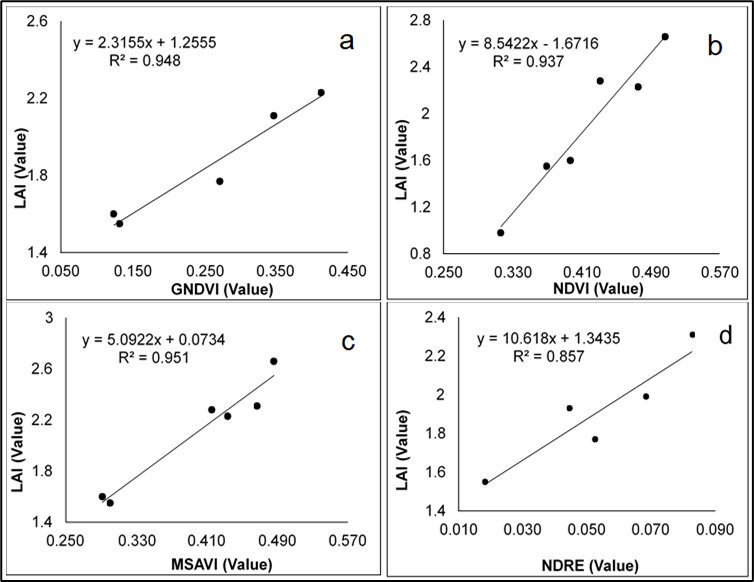 2.6
y = 2.3155x + 1.2555
R² = 0.948
a
2.2
1.8
1.4
LAI (Value)
0.050 0.150 0.250 0.350 0.450
GNDVI (Value)
2.8
y = 8.5422x - 1.6716
R² = 0.937
b
2.4
2
1.6
1.2
0.8
LAI (Value)
0.250 0.330 0.410 0.490 0.570
NDVI (Value)
3
y = 5.0922x + 0.0734
R² = 0.951
c
2.6
2.2
1.8
1.4
LAI (Value)
0.250 0.330 0.410 0.490 0.570
MSAVI (Value)
2.4
y = 10.618x + 1.3435
R² = 0.857
d
2.2
2
1.8
1.6
1.4
LAI (Value)
0.010 0.030 0.050 0.070 0.090
NDRE (Value)